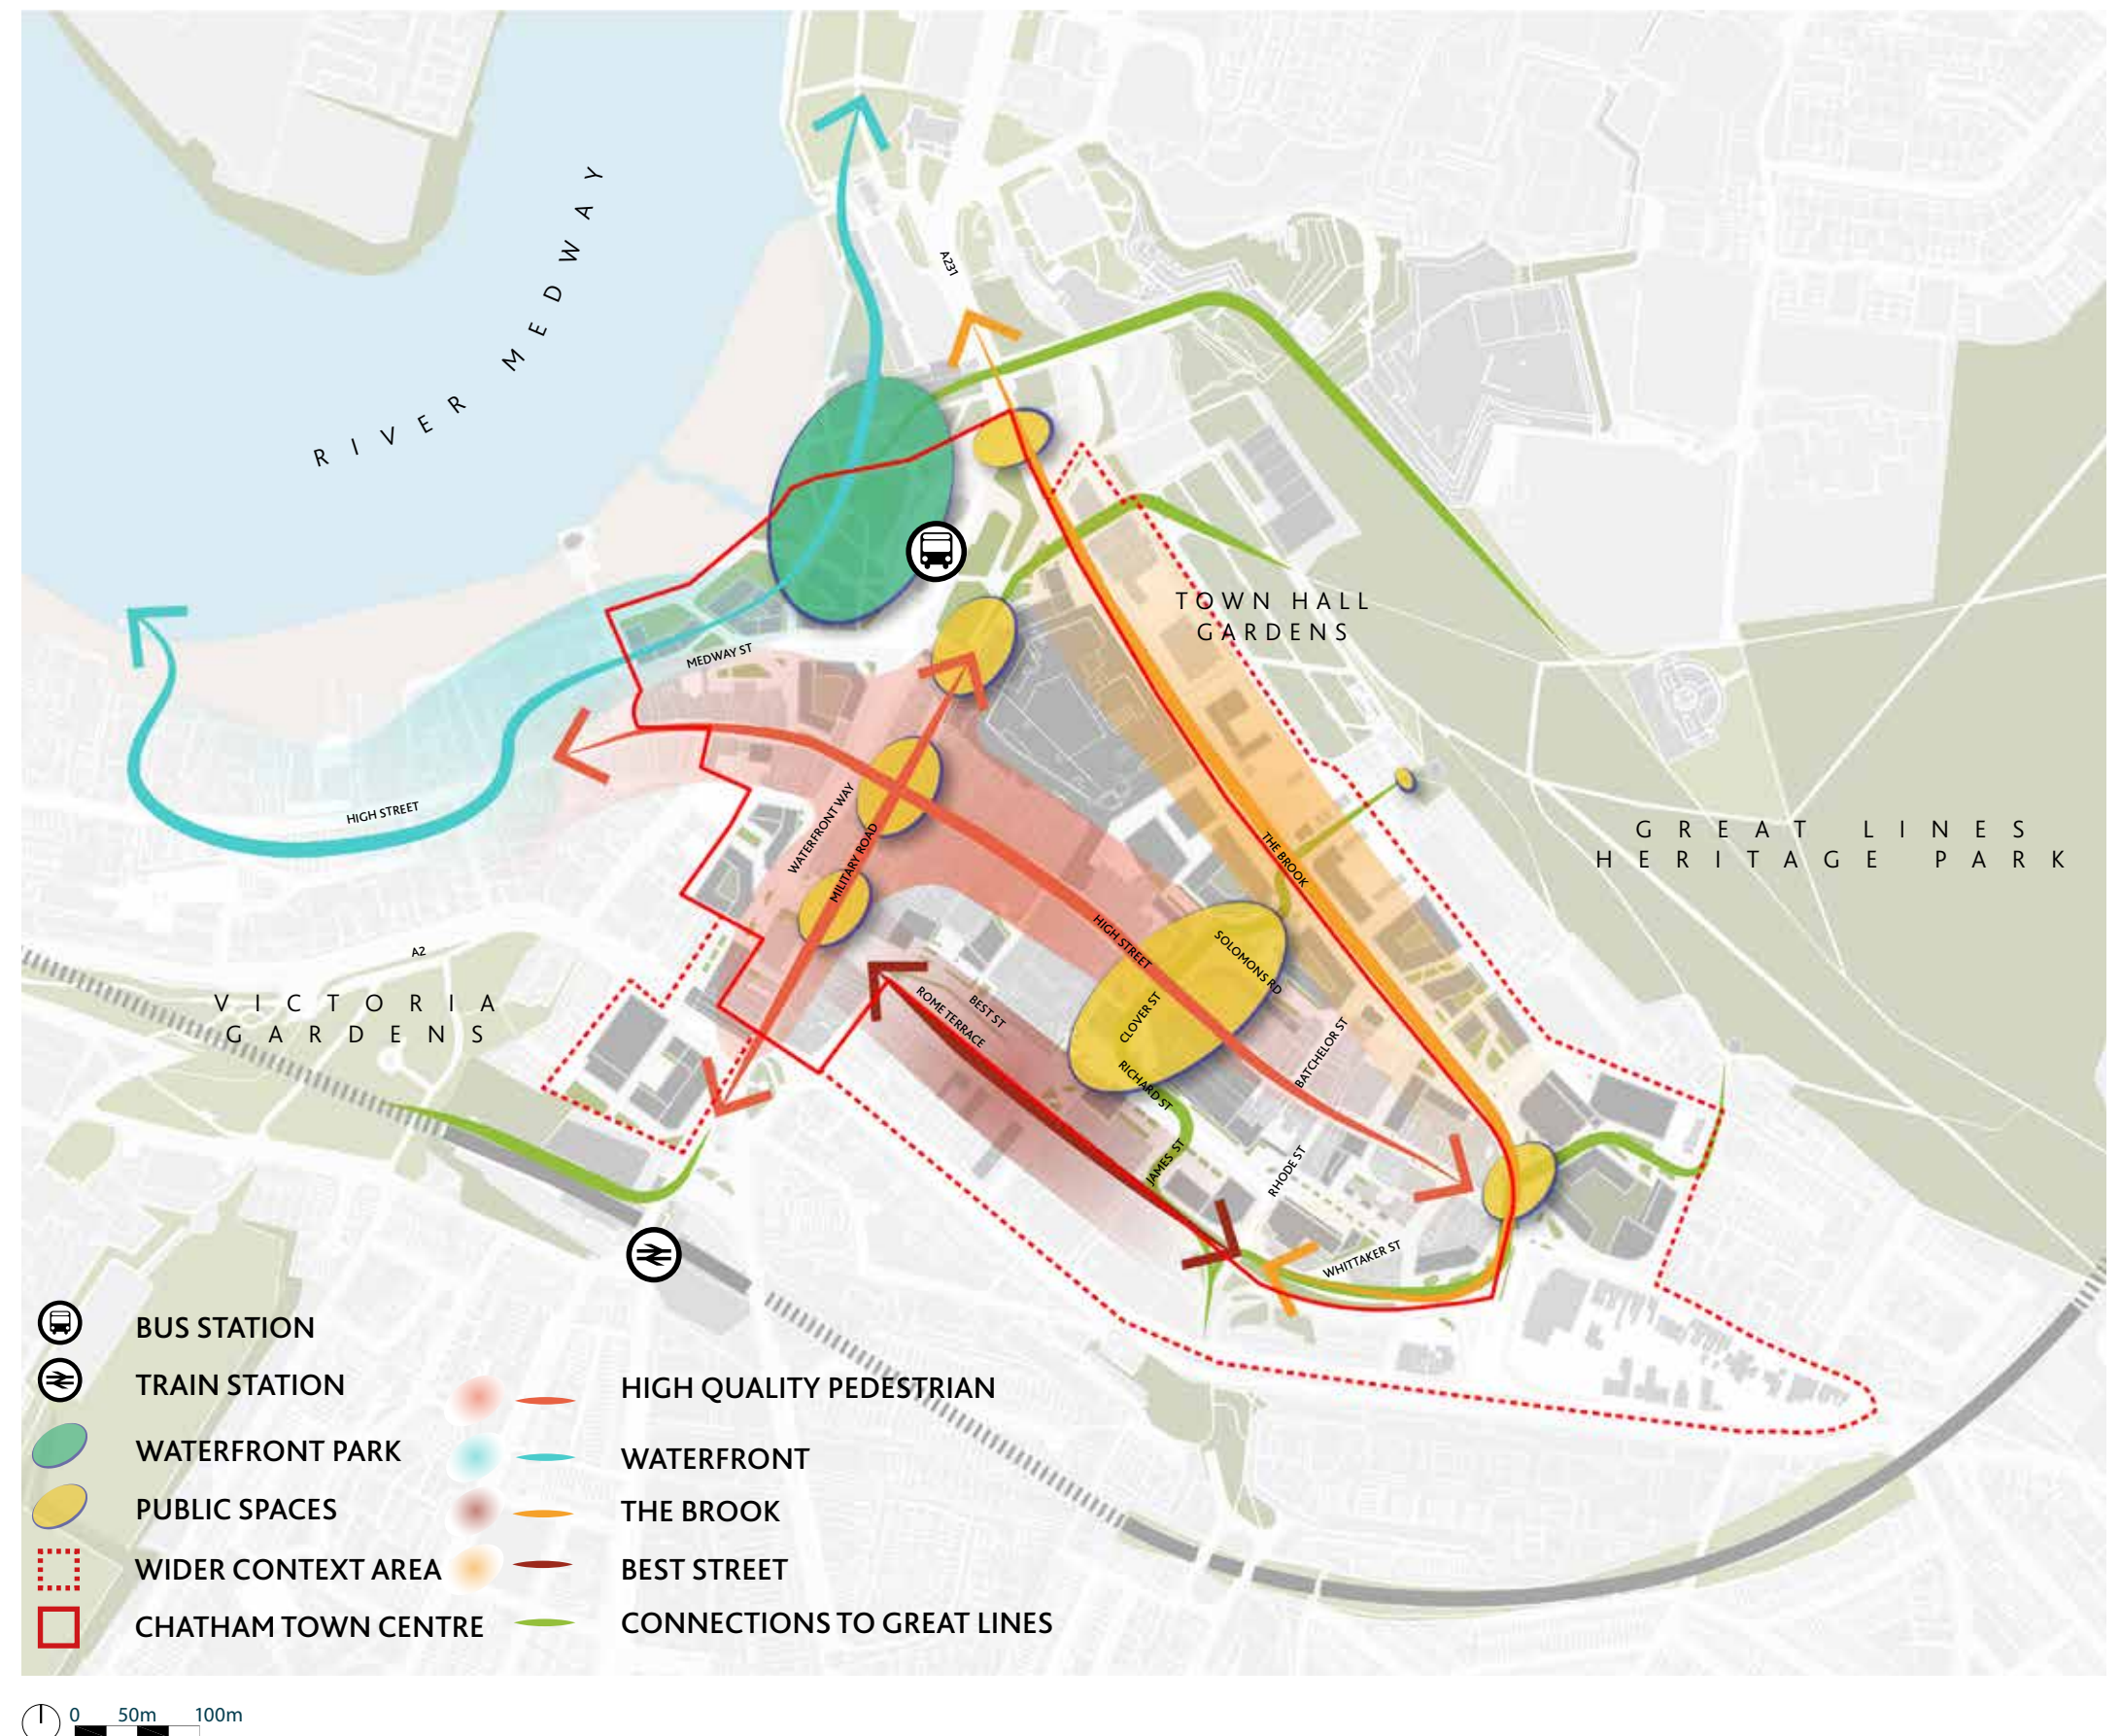 RIVER MEDWAY
A231
TOWN HALL
GARDENS
MEDWAY ST
HIGH STREET
WATERFRONT WAY
MILITARY ROAD
THE BROOK
GREAT LINES
HERITAGE PARK
HIGH STREET
SOLOMONS RD
CLOVER ST
A2
VICTORIA
GARDENS
BEST ST
ROME TERRACE
BATCHELOR ST
RICHARD ST
JAMES ST
RHODE ST
WHITTAKER ST
BUS STATION
TRAIN STATION
WATERFRONT PARK
PUBLIC SPACES
WIDER CONTEXT AREA
CHATHAM TOWN CENTRE
HIGH QUALITY PEDESTRIAN
WATERFRONT
THE BROOK
BEST STREET
CONNECTIONS TO GREAT LINES
0 50m 100m